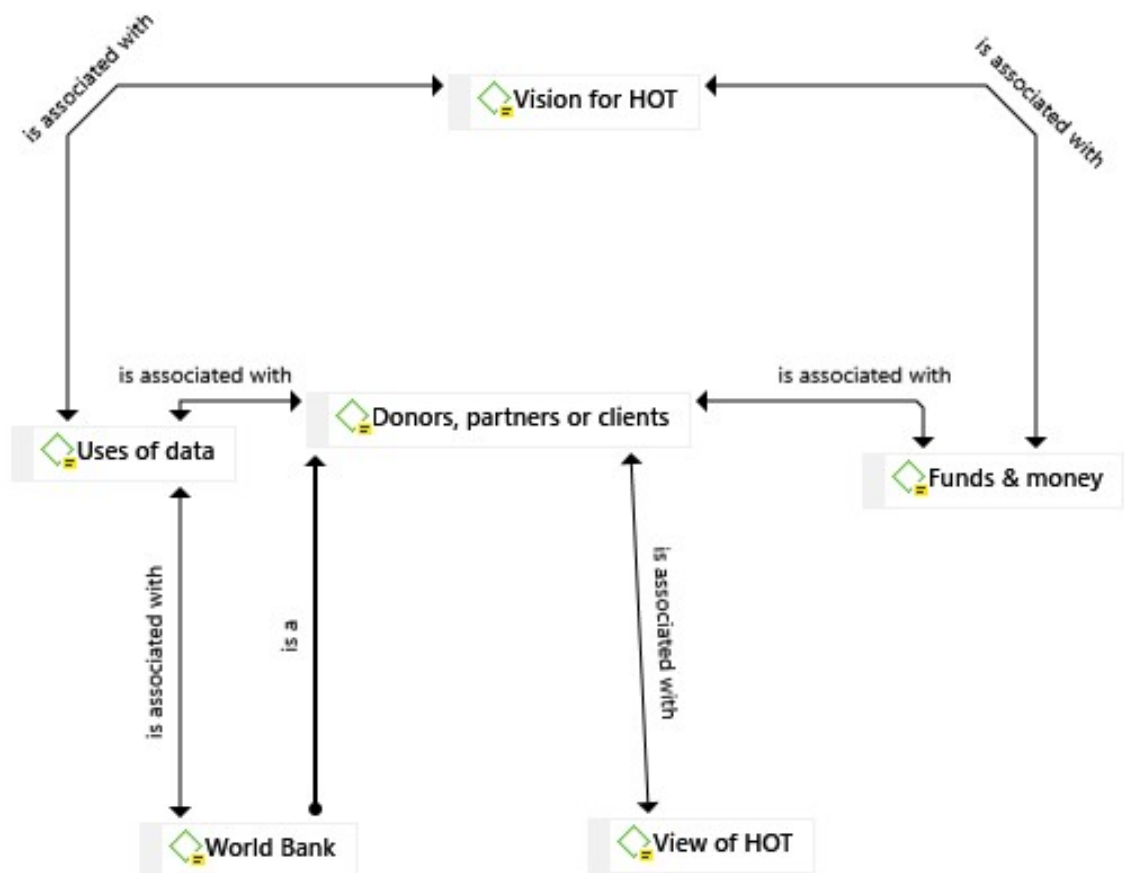 is associated with
is associated with
Vision for HOT
is associated with
is associated with
Donors, partners or clients
Uses of data
Funds & money
is associated with
is a
is associated with
World Bank
View of HOT